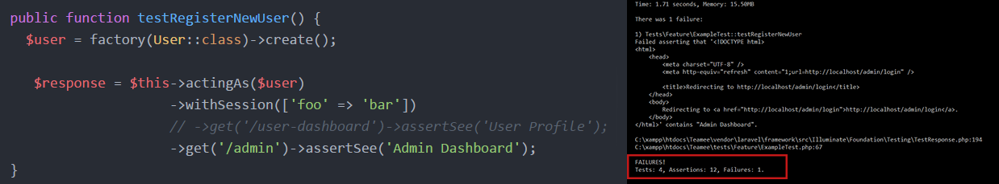 public function testRegisterNewUser() {
$user = factory(User::class)->create();
$response = $this->actingAs($user)
->withSession(['foo' => 'bar'])
// ->get('/user-dashboard')->assertSee('User Profile');
->get('/admin')->assertSee('Admin Dashboard');
}
Time: 1.71 seconds, Memory: 15.50MB
There was 1 failure:
1) Tests\Feature\ExampleTest::testRegisterNewUser
Failed asserting that '<!DOCTYPE html>
<html>
<head>
<meta charset="UTF-8" />
<meta http-equiv="refresh" content="1;url=http://localhost/admin/login" />
<title>Redirecting to http://localhost/admin/login</title>
</head>
<body>
Redirecting to <a href="http://localhost/admin/login">http://localhost/admin/login</a>.
</body>
</html>' contains "Admin Dashboard".
C:\xampp\htdocs\Teamee\vendor\laravel\framework\src\Illuminate\Foundation\Testing\TestResponse.php:194
C:\xampp\htdocs\Teamee\tests\Feature\ExampleTest.php:67
FAILURES!
Tests: 4, Assertions: 12, Failures: 1.